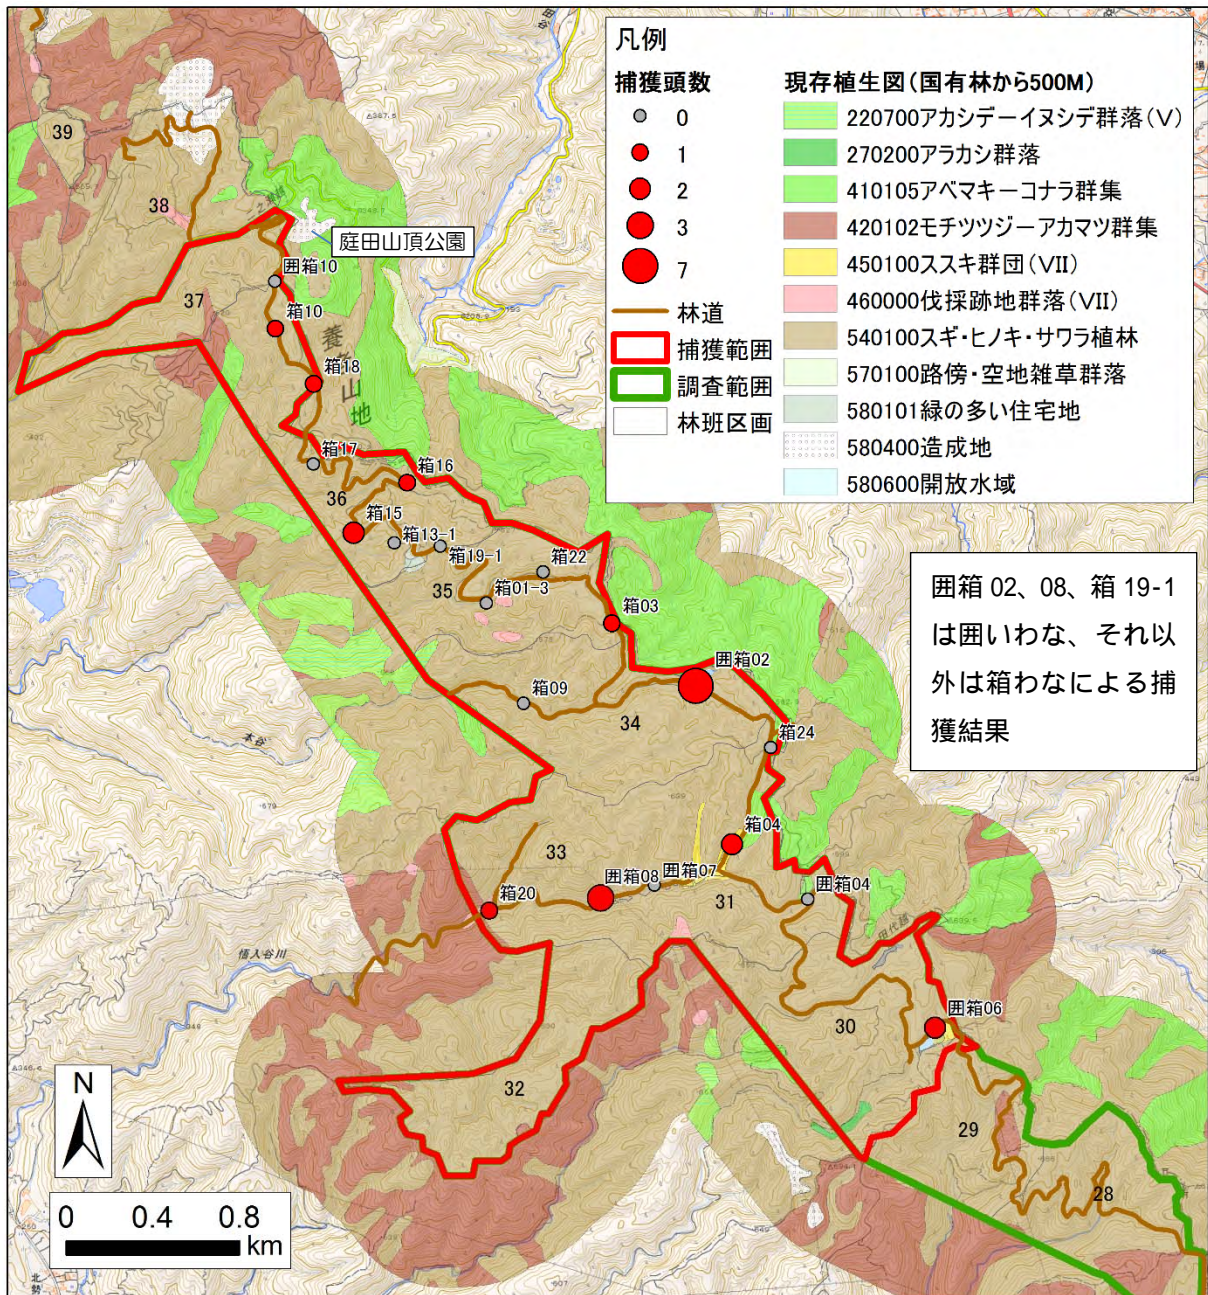 凡例
捕獲頭数
0
1
2
3
7
林道
捕獲範囲
調査範囲
林班区画
現存植生図(国有林から500M)
220700アカシデーイヌシデ群落(Ⅴ)
270200アラカシ群落
410105アベマキーコナラ群集
420102モチツツジーアカマツ群集
450100ススキ群団(VII)
460000伐採跡地群落(VII)
540100スギ・ヒノキ・サワラ植林
570100路傍・空地雑草群落
580101緑の多い住宅地
580400造成地
580600開放水域
囲箱 02、08、箱 19-1
は囲いわな、それ以
外は箱わなによる捕
獲結果
39
38
庭田山頂公園
囲箱10
37
箱10
養老山地
箱18
箱17
箱16
36
箱15
箱13-1
箱19-1
箱22
35
箱01-3
箱03
囲箱02
箱09
34
箱24
本谷
箱04
33
囲箱07
囲箱08
囲箱04
箱20
31
田代越
悟入谷川
囲箱06
30
32
29
28
N
0 0.4 0.8
km
北勢